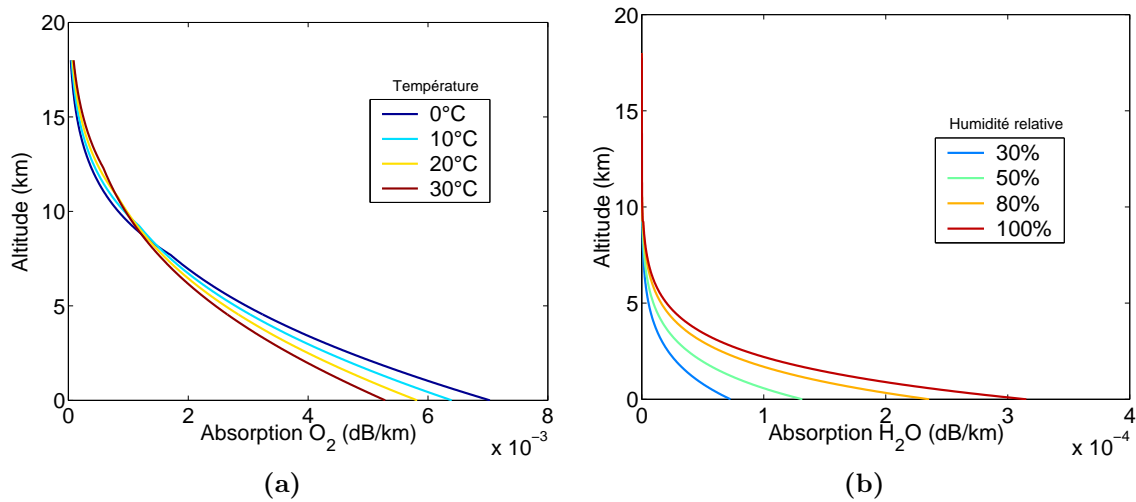 20
15
10
5
0
Altitude (km)
0
2
4
6
8
Absorption O2 (dB/km)
x 10-3
Température
0°C
10°C
20°C
30°C
(a)
20
15
10
5
0
Altitude (km)
0
1
2
3
4
Absorption H2O (dB/km)
x 10-4
Humidité relative
30%
50%
80%
100%
(b)